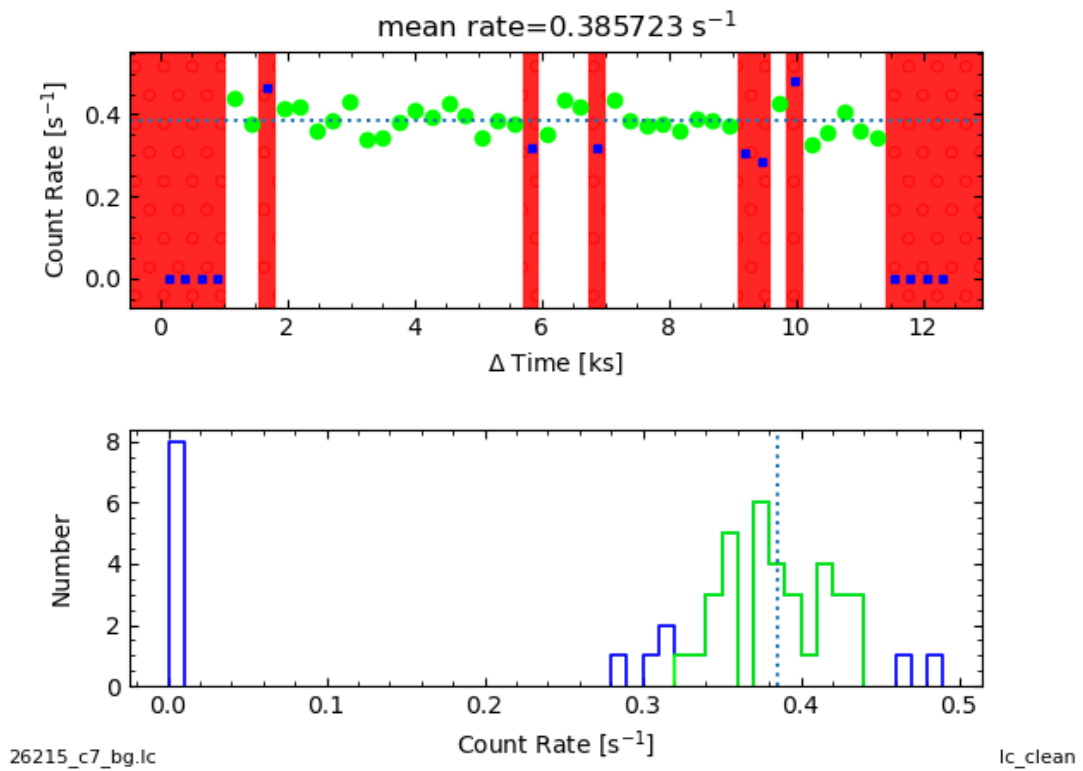 mean rate=0.385723 s⁻¹
Count Rate [s⁻¹]
0.4
0.2
0.0
0 2 4 6 8 10 12
Δ Time [ks]
Number
8
6
4
2
0
0.0 0.1 0.2 0.3 0.4 0.5
Count Rate [s⁻¹]
26215_c7_bg.lc
lc_clean